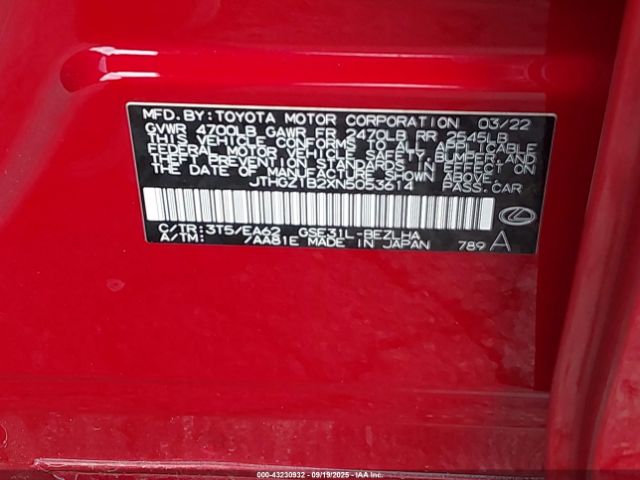 MFD. BY: TOYOTA MOTOR CORPORATION 03/22
GVWR 4700LB GAWR FR 2470LB RR 2545LB
THIS VEHICLE CONFORMS TO ALL APPLICABLE
FEDERAL MOTOR VEHICLE SAFETY, BUMPER, AND
THEFT PREVENTION STANDARDS IN EFFECT ON
THE DATE OF MANUFACTURE SHOWN ABOVE.
JTHGZ1B2XN5053614 PASS.CAR
C/TR: 3T5/EA62 GSE31L-BEZLHA
A/TM: /AA81E MADE IN JAPAN 789 A
000-43230932 - 09/19/2025 - IAA Inc.